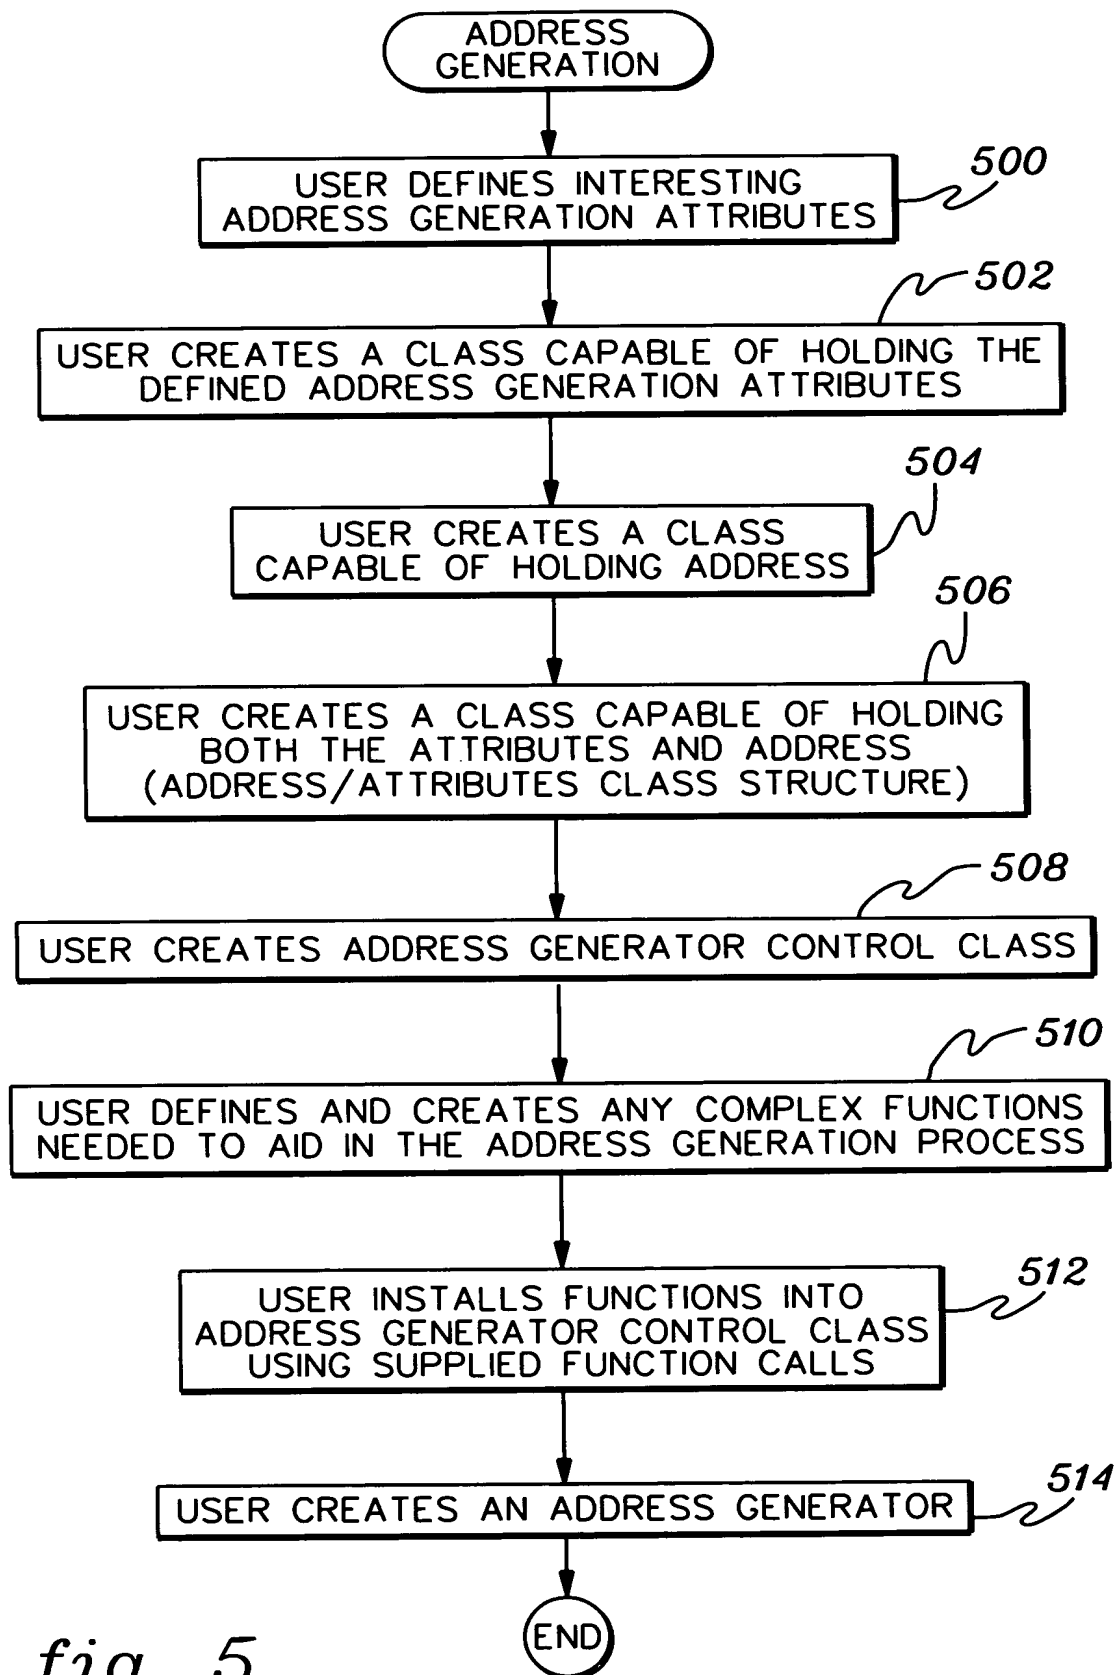 ADDRESS
GENERATION
500
USER DEFINES INTERESTING
ADDRESS GENERATION ATTRIBUTES
502
USER CREATES A CLASS CAPABLE OF HOLDING THE
DEFINED ADDRESS GENERATION ATTRIBUTES
504
USER CREATES A CLASS
CAPABLE OF HOLDING ADDRESS
506
USER CREATES A CLASS CAPABLE OF HOLDING
BOTH THE ATTRIBUTES AND ADDRESS
(ADDRESS/ATTRIBUTES CLASS STRUCTURE)
508
USER CREATES ADDRESS GENERATOR CONTROL CLASS
510
USER DEFINES AND CREATES ANY COMPLEX FUNCTIONS
NEEDED TO AID IN THE ADDRESS GENERATION PROCESS
512
USER INSTALLS FUNCTIONS INTO
ADDRESS GENERATOR CONTROL CLASS
USING SUPPLIED FUNCTION CALLS
514
USER CREATES AN ADDRESS GENERATOR
END
fig. 5